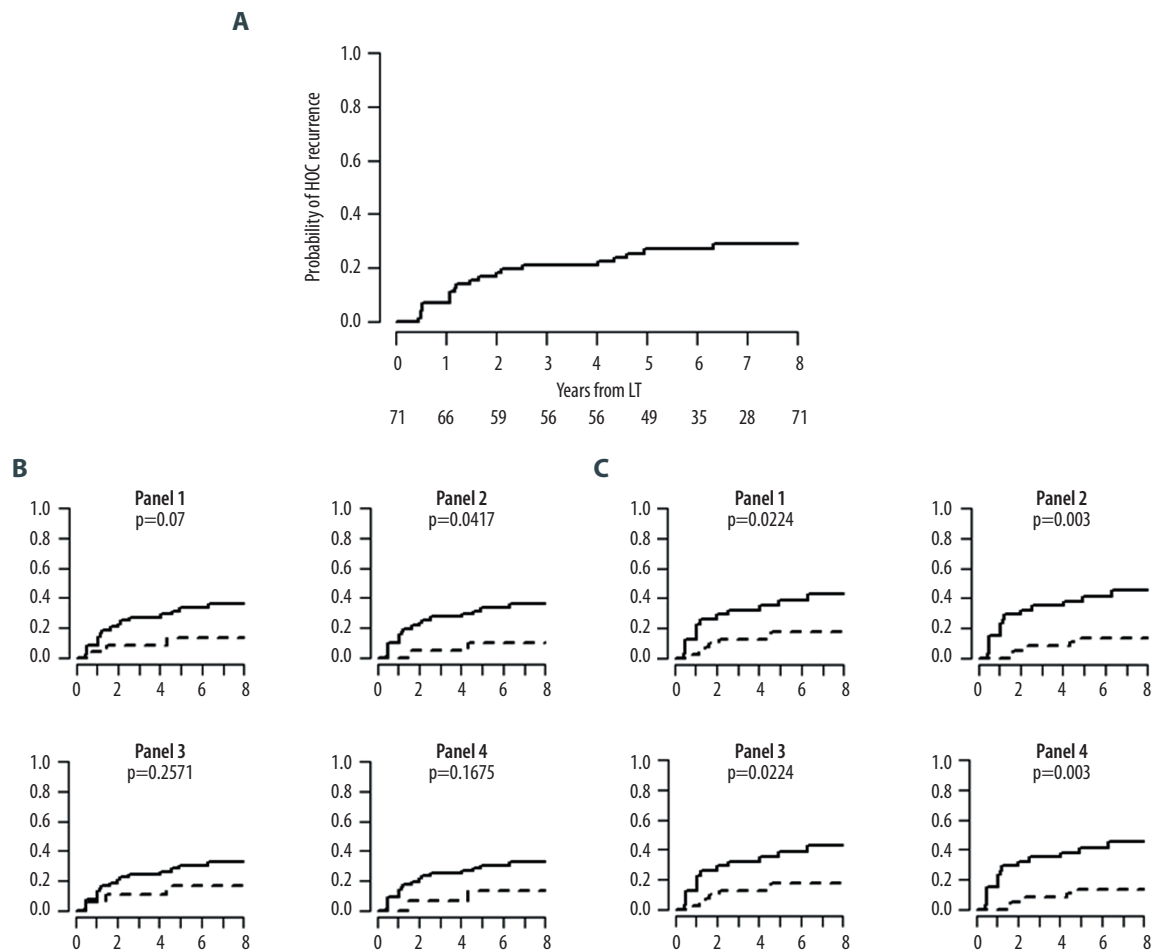 A
1.0
0.8
0.6
0.4
0.2
0.0
Probability of HOC recurrence
0 1 2 3 4 5 6 7 8
Years from LT
71 66 59 56 56 49 35 28 71
B
Panel 1
p=0.07
1.0
0.8
0.6
0.4
0.2
0.0
0 2 4 6 8
Panel 2
p=0.0417
1.0
0.8
0.6
0.4
0.2
0.0
0 2 4 6 8
Panel 3
p=0.2571
1.0
0.8
0.6
0.4
0.2
0.0
0 2 4 6 8
Panel 4
p=0.1675
1.0
0.8
0.6
0.4
0.2
0.0
0 2 4 6 8
C
Panel 1
p=0.0224
1.0
0.8
0.6
0.4
0.2
0.0
0 2 4 6 8
Panel 2
p=0.003
1.0
0.8
0.6
0.4
0.2
0.0
0 2 4 6 8
Panel 3
p=0.0224
1.0
0.8
0.6
0.4
0.2
0.0
0 2 4 6 8
Panel 4
p=0.003
1.0
0.8
0.6
0.4
0.2
0.0
0 2 4 6 8